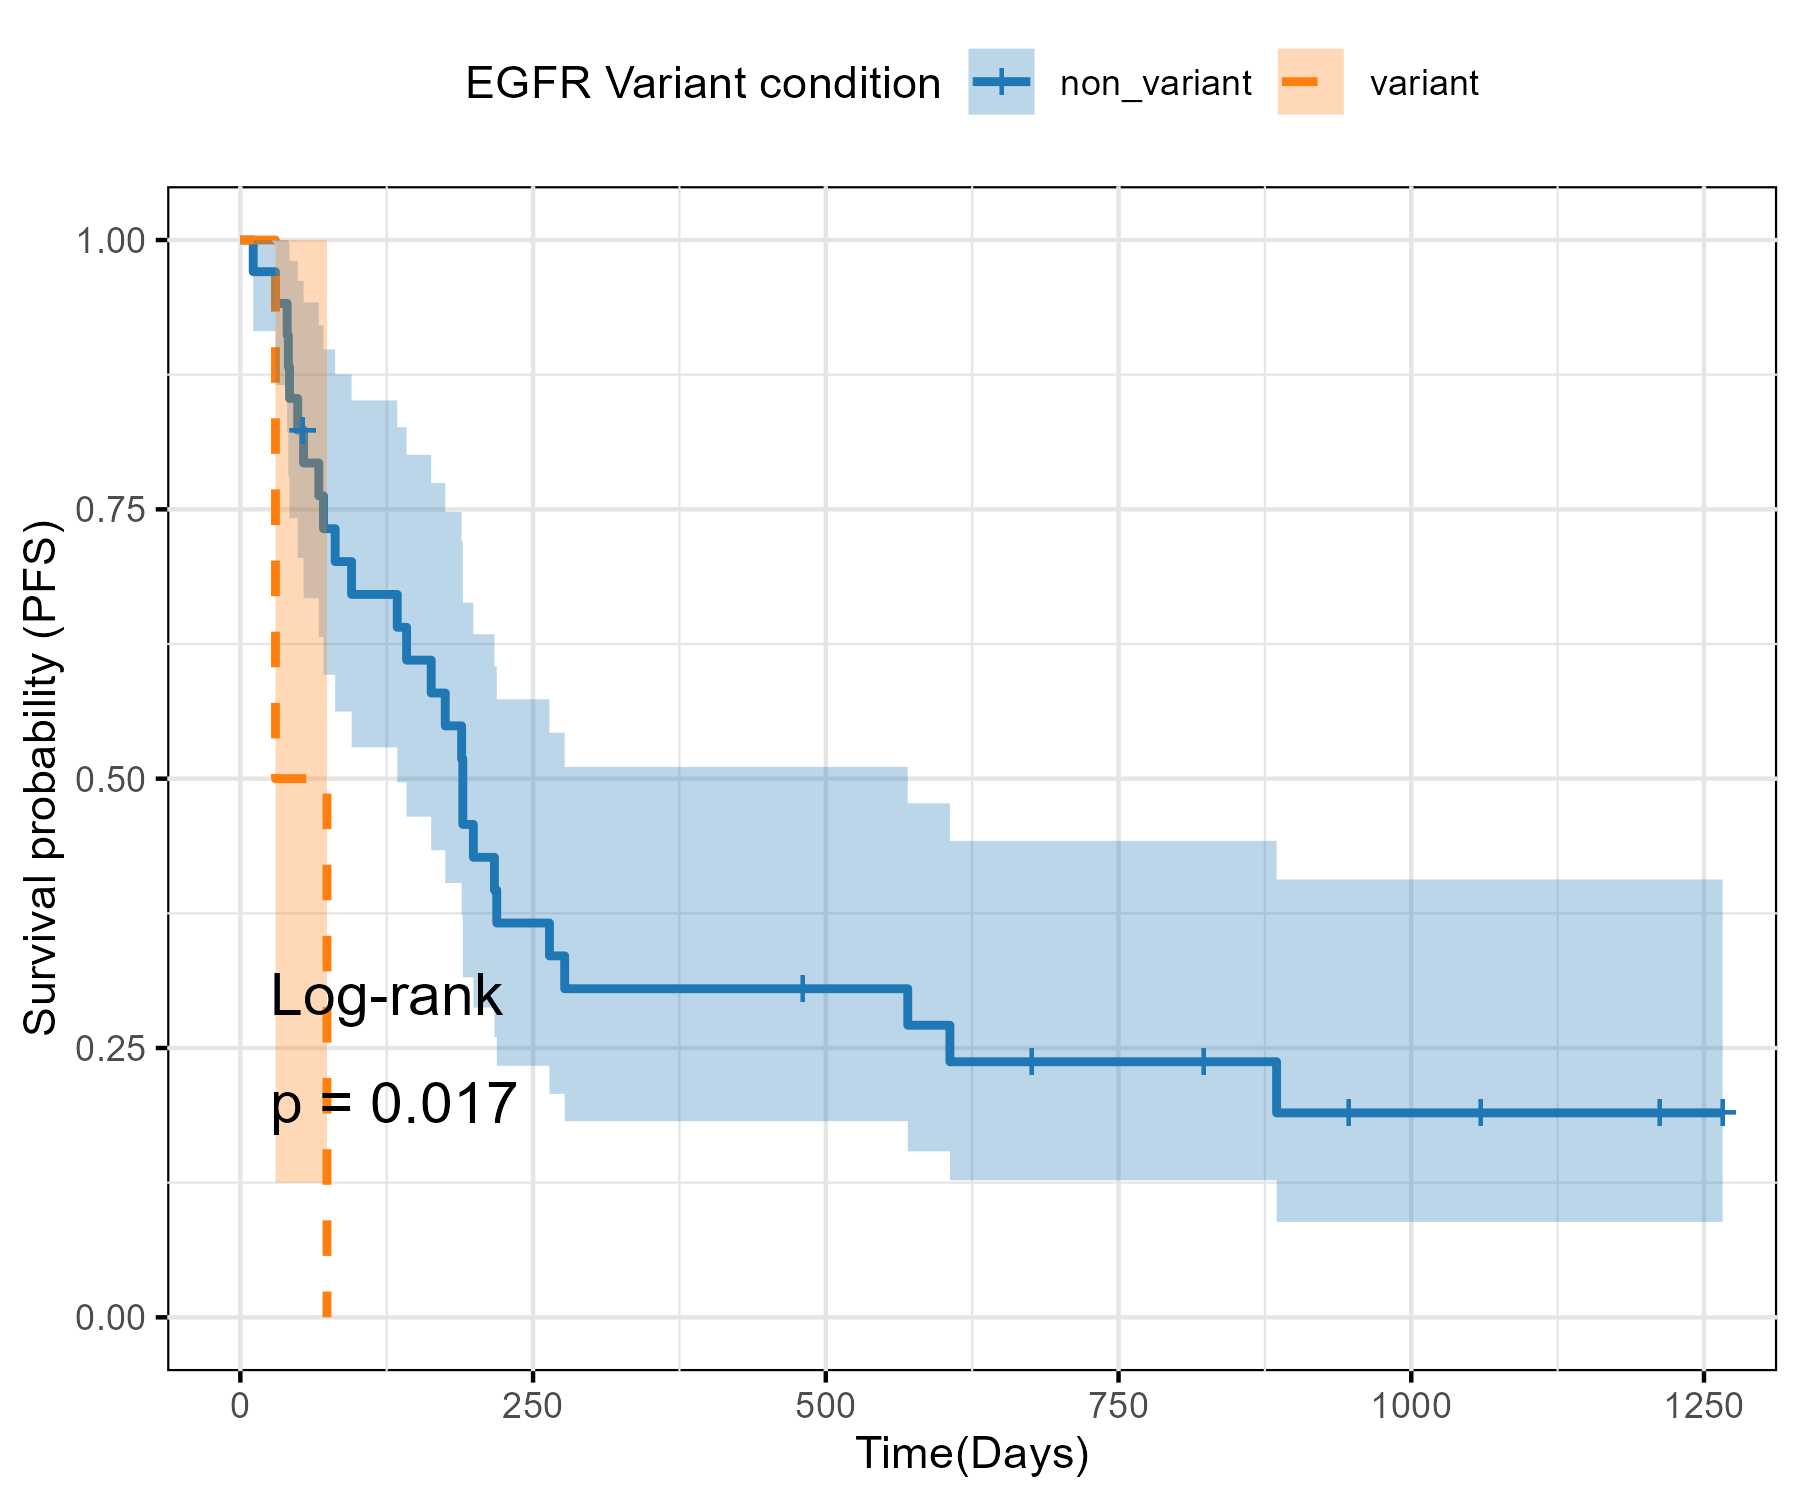 EGFR Variant condition non_variant variant
Survival probability (PFS)
1.00
0.75
0.50
0.25
0.00
Log-rank
p = 0.017
0 250 500 750 1000 1250
Time(Days)